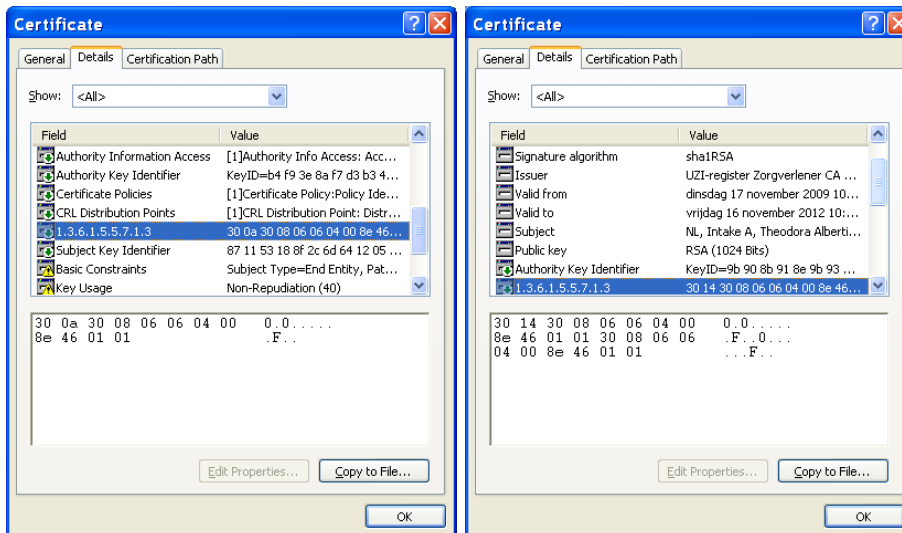 Certificate
General Details Certification Path
Show: <All>
Field Value
Authority Information Access [1]Authority Info Access: Acc...
Authority Key Identifier KeyID=b4 f9 3e 8a f7 d3 b3 4...
Certificate Policies [1]Certificate Policy:Policy Ide...
CRL Distribution Points [1]CRL Distribution Point: Distr...
1.3.6.1.5.5.7.1.3 30 0a 30 08 06 06 04 00 8e 46...
Subject Key Identifier 87 11 53 18 8f 2c 6d 64 12 05 ...
Basic Constraints Subject Type=End Entity, Pat...
Key Usage Non-Repudiation (40)
30 0a 30 08 06 06 04 00 0.0.....
8e 46 01 01 .F..
Edit Properties... Copy to File...
OK
Certificate
General Details Certification Path
Show: <All>
Field Value
Signature algorithm sha1RSA
Issuer UZI-register Zorgverlener CA ...
Valid from dinsdag 17 november 2009 10...
Valid to vrijdag 16 november 2012 10:...
Subject NL, Intake A, Theodora Alberti...
Public key RSA (1024 Bits)
Authority Key Identifier KeyID=9b 90 8b 91 8e 9b 93 ...
1.3.6.1.5.5.7.1.3 30 14 30 08 06 06 04 00 8e 46...
30 14 30 08 06 06 04 00 0.0.....
8e 46 01 01 30 08 06 06 .F..0...
04 00 8e 46 01 01 ...F..
Edit Properties... Copy to File...
OK